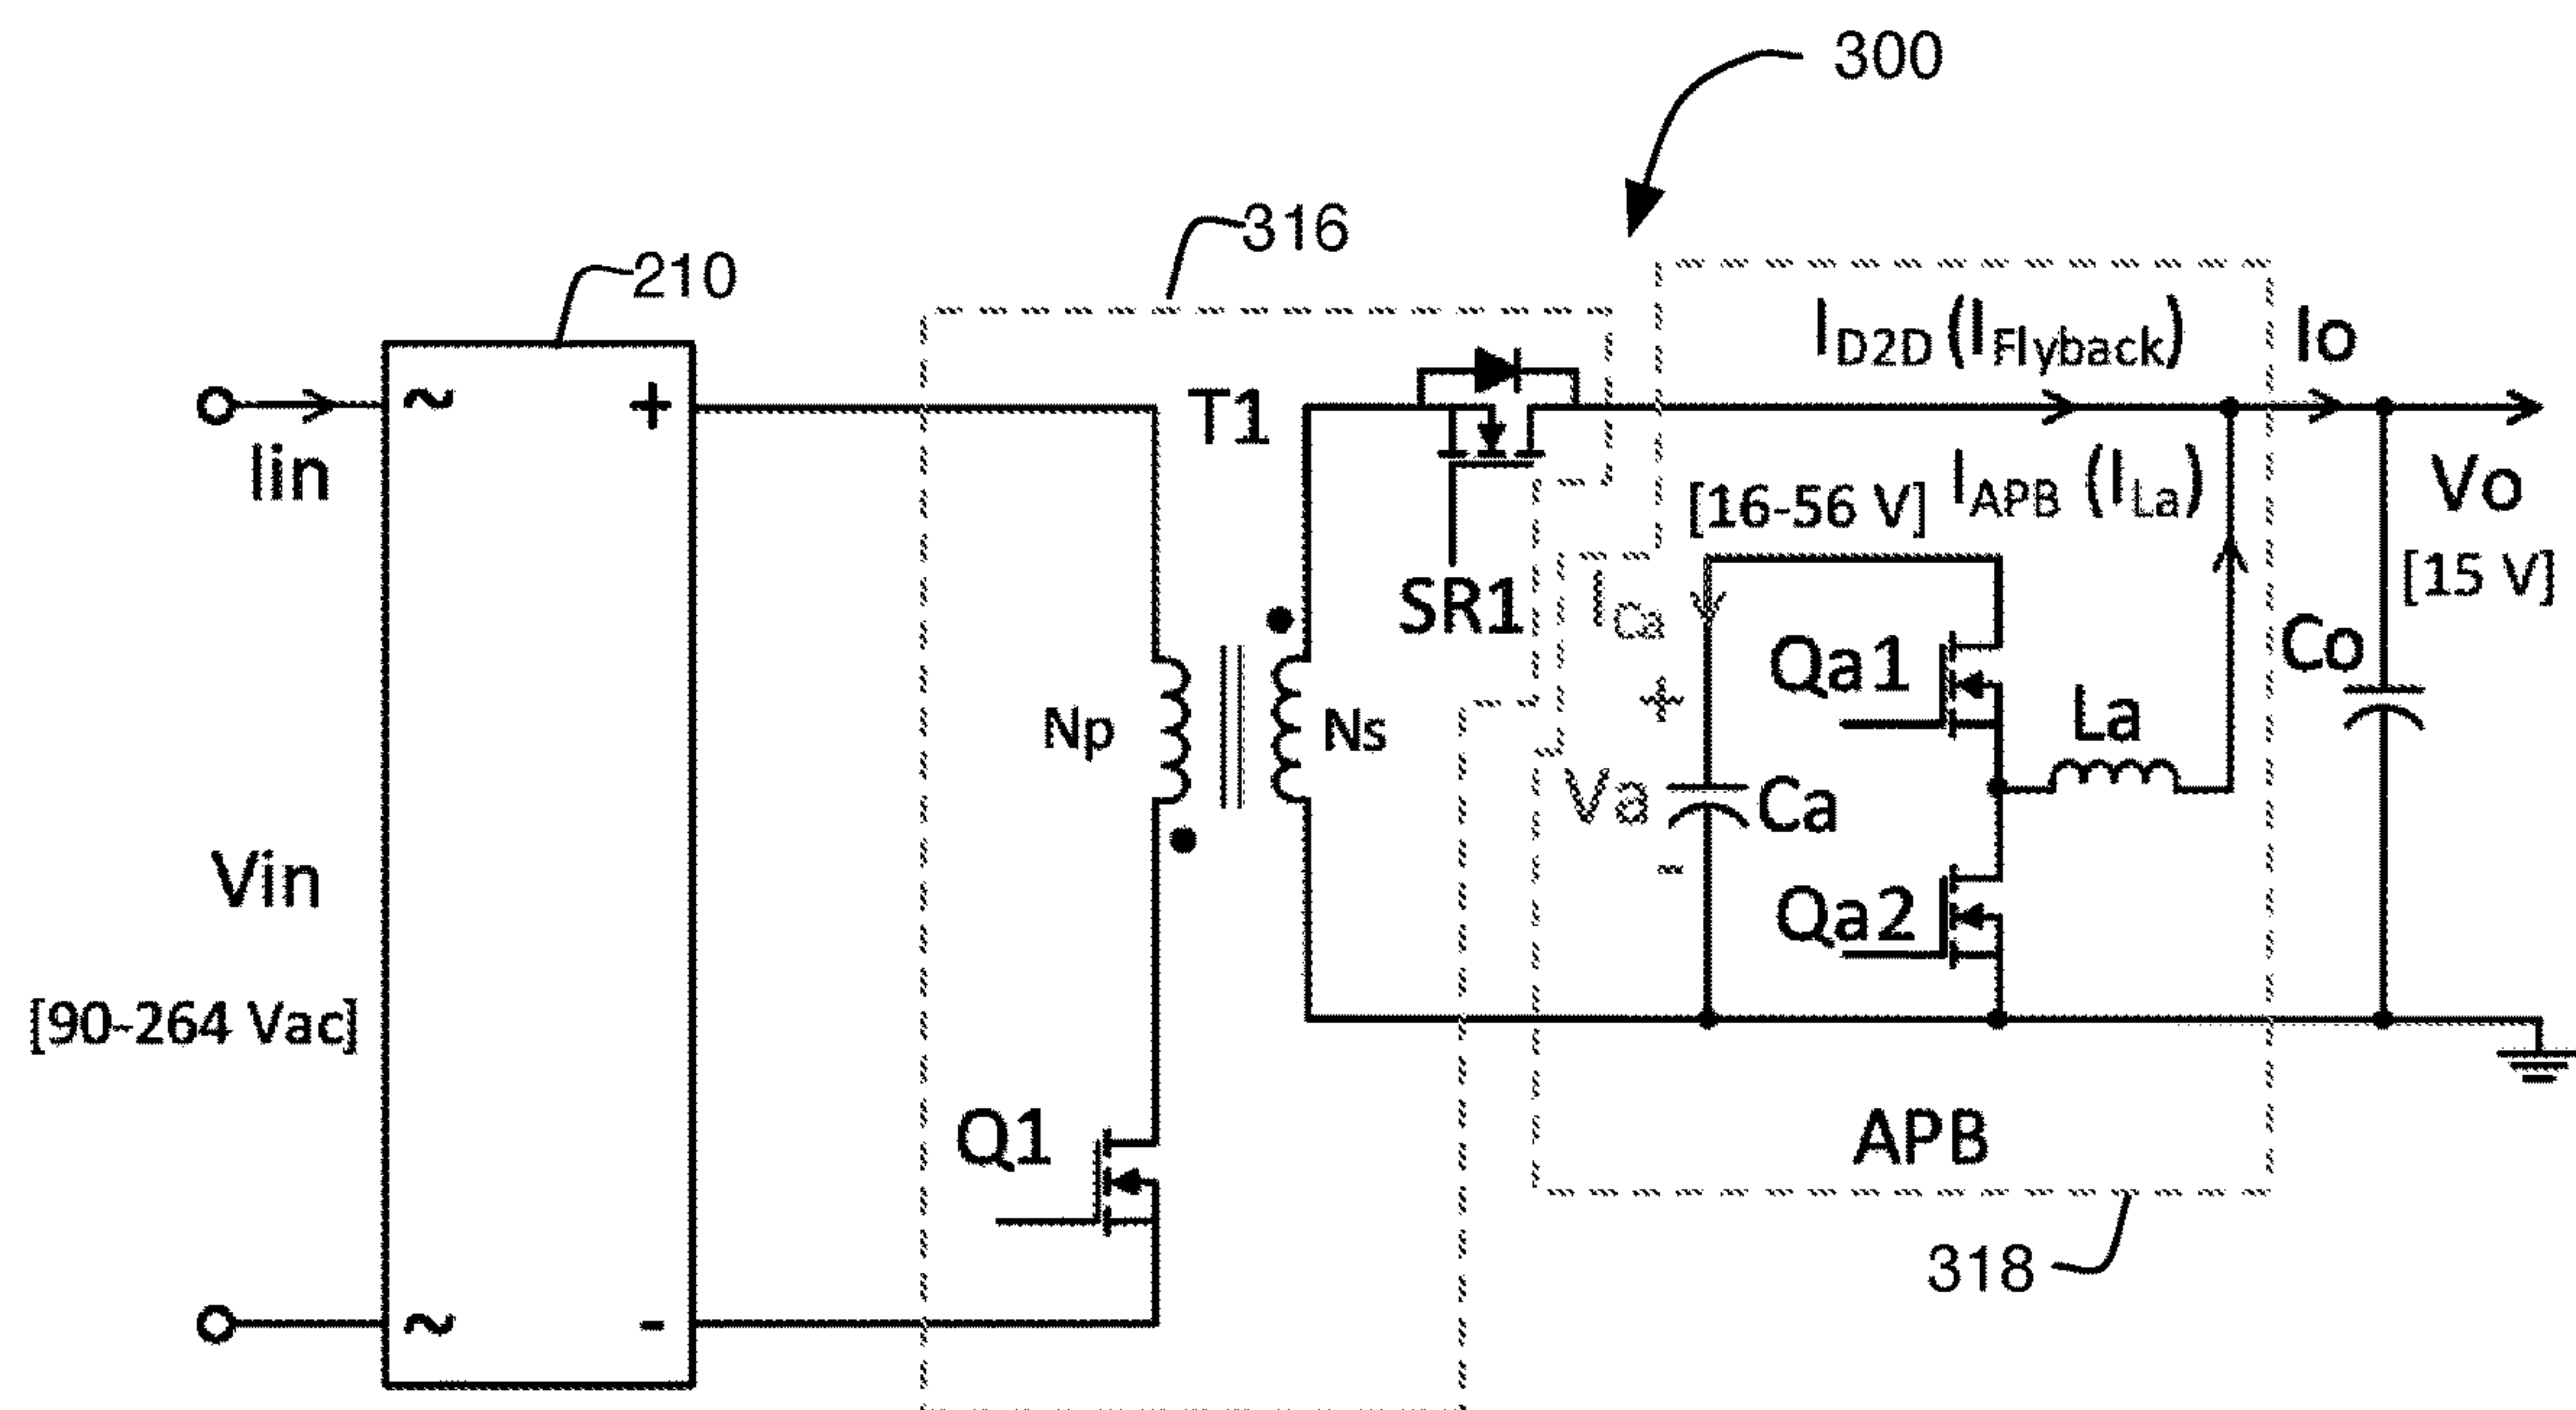 300
316
210
I_D2D (I_Flyback)
Io
~
+
T1
Iin
I_APB (I_La)
[16-56 V]
Vo
[15 V]
SR1
I_Ca
Qa1
Co
+
La
Np
Ns
Va
Ca
Vin
-
Qa2
[90-264 Vac]
Q1
APB
318
~
-